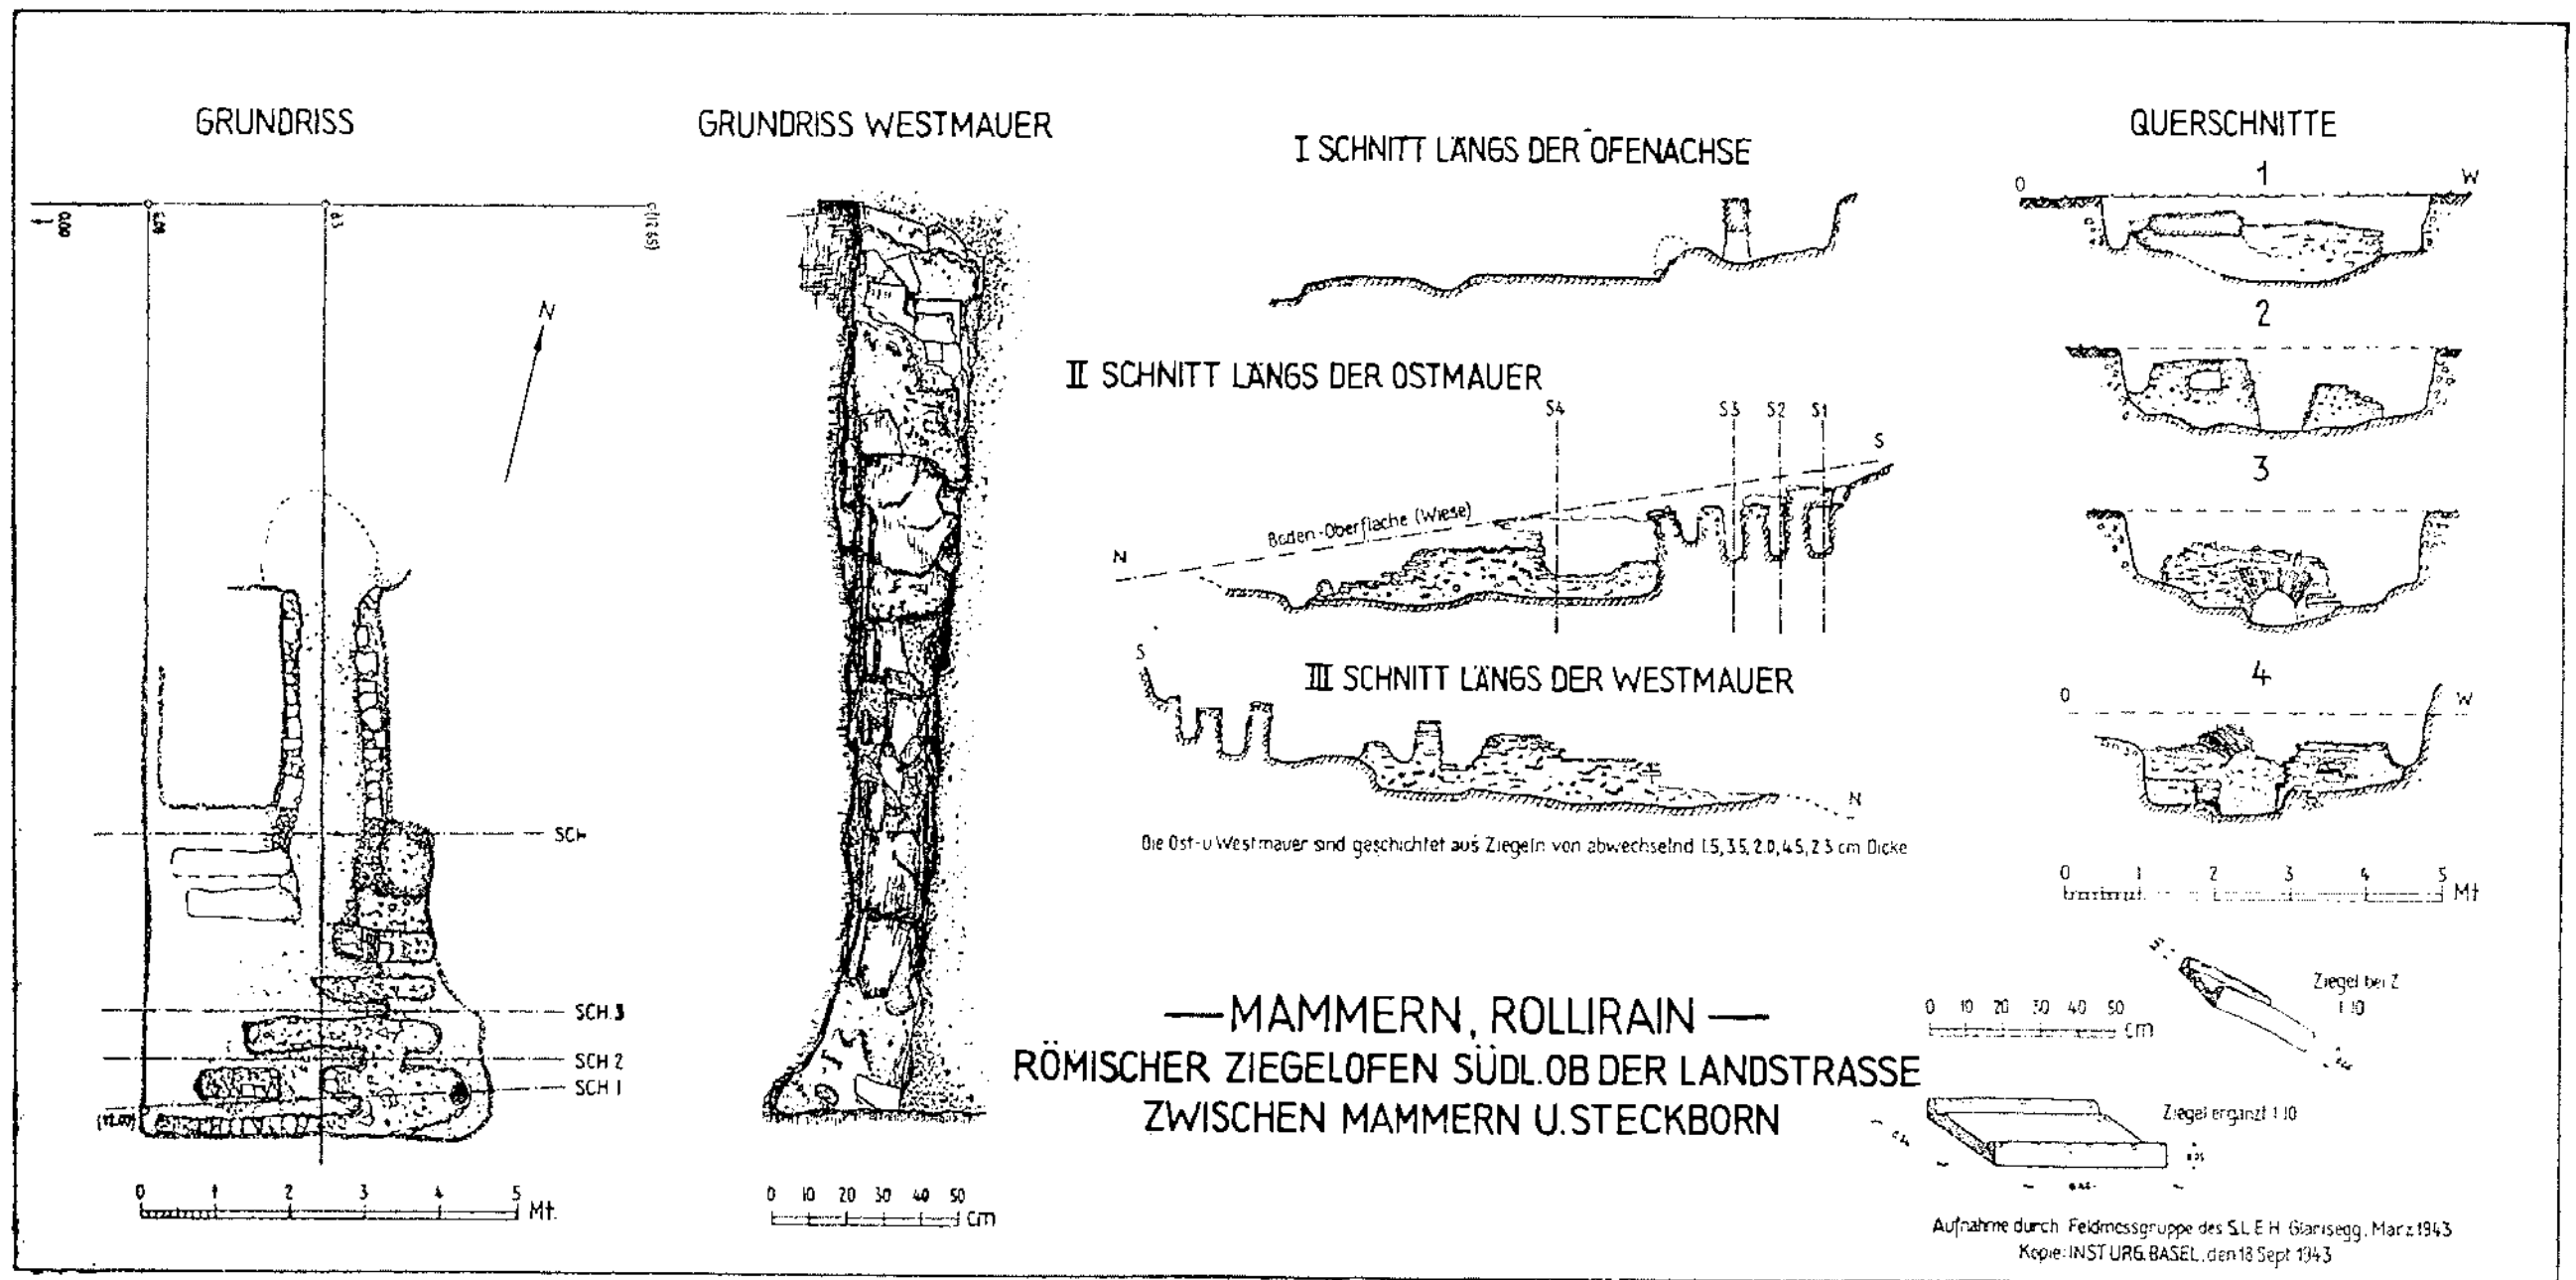 GRUNDRISS
N
SCH
SCH.3
SCH 2
SCH 1
0 1 2 3 4 5 Mt.
GRUNDRISS WESTMAUER
0 10 20 30 40 50 cm
I SCHNITT LÄNGS DER OFENACHSE
II SCHNITT LÄNGS DER OSTMAUER
S4 S3 S2 S1
S
Boden-Oberfläche (Wiese)
N
S
III SCHNITT LÄNGS DER WESTMAUER
N
Die Ost-u Westmauer sind geschichtet aus Ziegeln von abwechselnd 1.5, 3.5, 2.0, 4.5, 2.3 cm Dicke
QUERSCHNITTE
1
O W
2
3
4
O W
0 1 2 3 4 5 Mt
Ziegel bei Z
1:10
0 10 20 30 40 50 cm
Ziegel ergänzt 1:10
— MAMMERN, ROLLIRAIN —
RÖMISCHER ZIEGELOFEN SÜDL.OB DER LANDSTRASSE
ZWISCHEN MAMMERN U.STECKBORN
Aufnahme durch Feldmessgruppe des S.L.E.H Glarisegg, März 1943
Kopie: INST URG. BASEL, den 18 Sept 1943